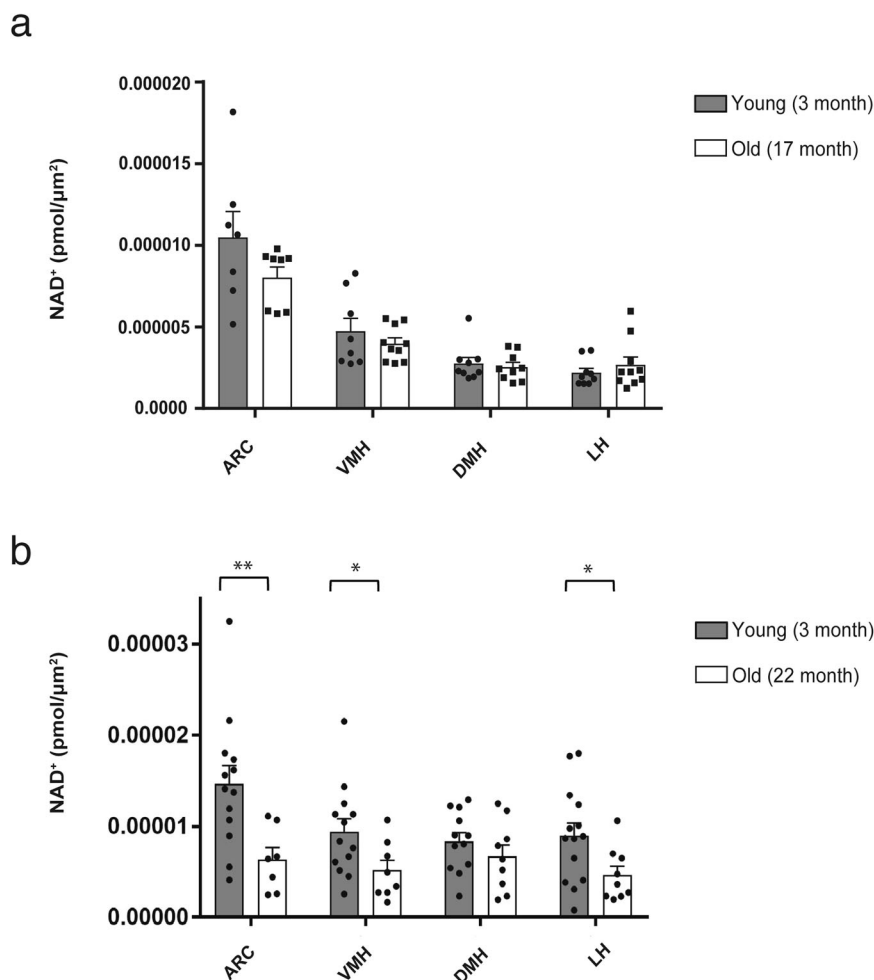 a
0.000020
0.000015
0.000010
0.000005
0.0000
NAD⁺ (pmol/µm²)
Young (3 month)
Old (17 month)
ARC
VMH
DMH
LH
b
** * *
0.00003
0.00002
0.00001
0.00000
NAD⁺ (pmol/µm²)
Young (3 month)
Old (22 month)
ARC
VMH
DMH
LH